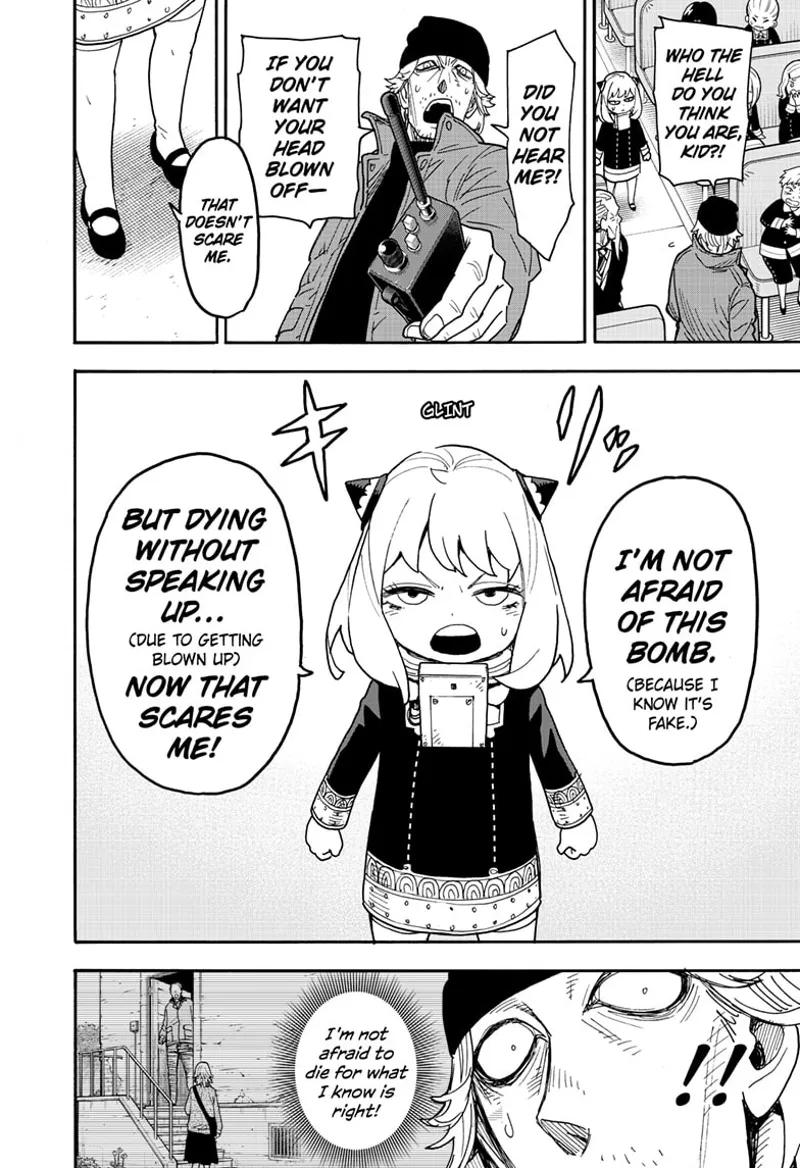 WHO THE
HELL
DO YOU
THINK
YOU ARE,
KID?!
DID
YOU
NOT
HEAR
ME?!
IF YOU
DON'T
WANT
YOUR
HEAD
BLOWN
OFF—
THAT
DOESN'T
SCARE
ME.
CLINT
I'M NOT
AFRAID
OF THIS
BOMB.
(BECAUSE I
KNOW IT'S
FAKE.)
BUT DYING
WITHOUT
SPEAKING
UP...
(DUE TO GETTING
BLOWN UP)
NOW THAT
SCARES
ME!
!!
I'm not
afraid to
die for what
I know is
right!